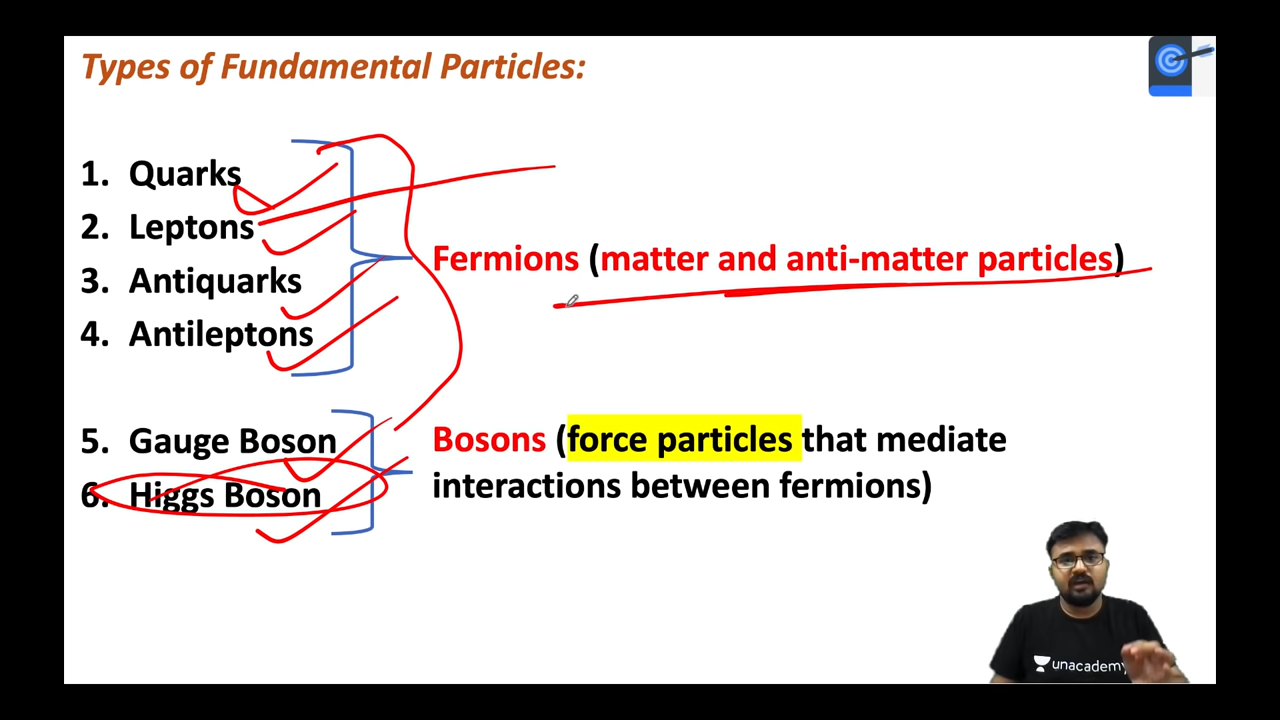 Types of Fundamental Particles:
1. Quarks
2. Leptons
3. Antiquarks
4. Antileptons
Fermions (matter and anti-matter particles)
5. Gauge Boson
6. Higgs Boson
Bosons (force particles that mediate
interactions between fermions)
unacademy